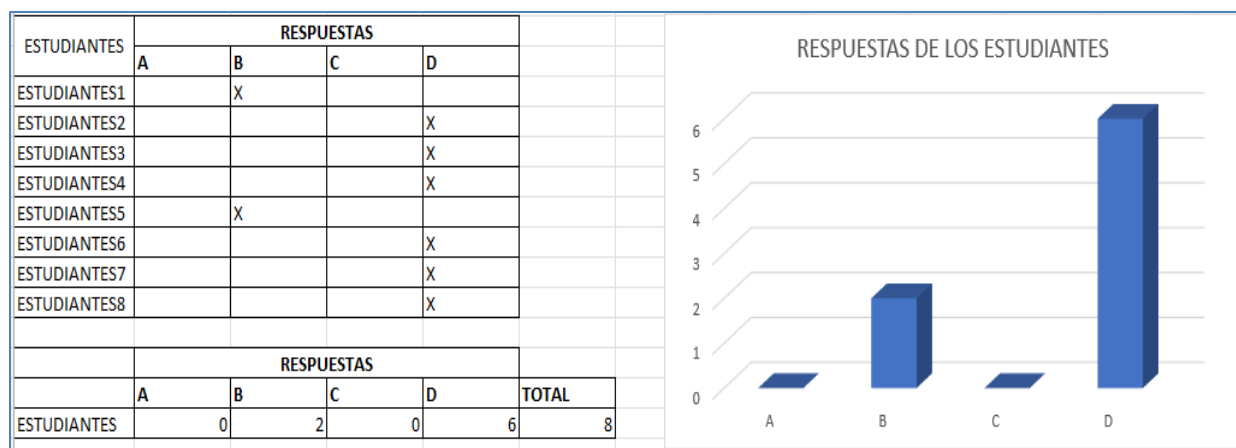 ESTUDIANTES RESPUESTAS
A B C D
ESTUDIANTES1 X
ESTUDIANTES2 X
ESTUDIANTES3 X
ESTUDIANTES4 X
ESTUDIANTES5 X
ESTUDIANTES6 X
ESTUDIANTES7 X
ESTUDIANTES8 X
RESPUESTAS
A B C D TOTAL
ESTUDIANTES 0 2 0 6 8
RESPUESTAS DE LOS ESTUDIANTES
6
5
4
3
2
1
0
A B C D